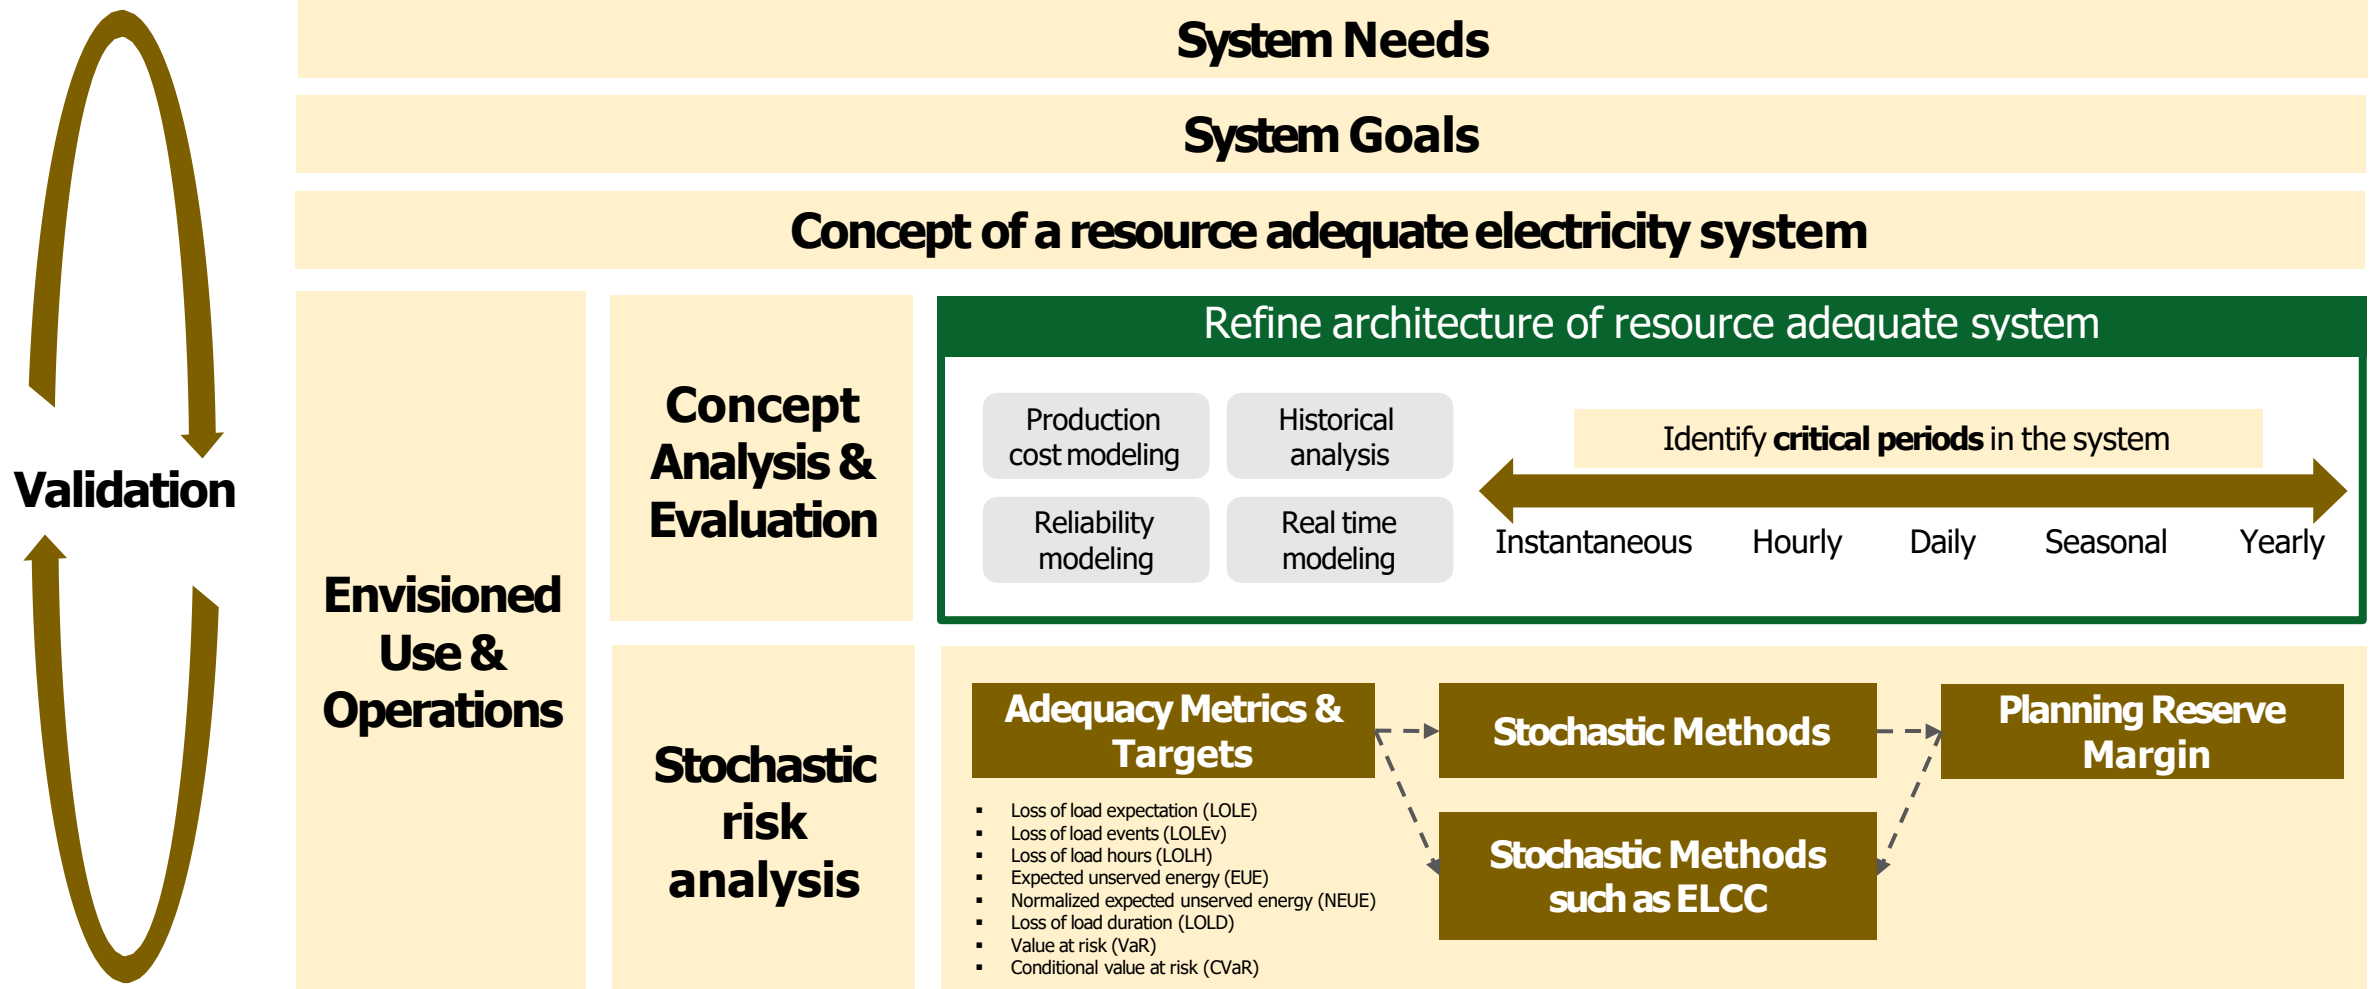 System Needs
System Goals
Concept of a resource adequate electricity system
Validation
Envisioned
Use &
Operations
Concept
Analysis &
Evaluation
Refine architecture of resource adequate system
Production
cost modeling
Historical
analysis
Reliability
modeling
Real time
modeling
Identify critical periods in the system
Instantaneous Hourly Daily Seasonal Yearly
Stochastic
risk
analysis
Adequacy Metrics &
Targets
▪ Loss of load expectation (LOLE)
▪ Loss of load events (LOLEv)
▪ Loss of load hours (LOLH)
▪ Expected unserved energy (EUE)
▪ Normalized expected unserved energy (NEUE)
▪ Loss of load duration (LOLD)
▪ Value at risk (VaR)
▪ Conditional value at risk (CVaR)
Stochastic Methods
Stochastic Methods
such as ELCC
Planning Reserve
Margin